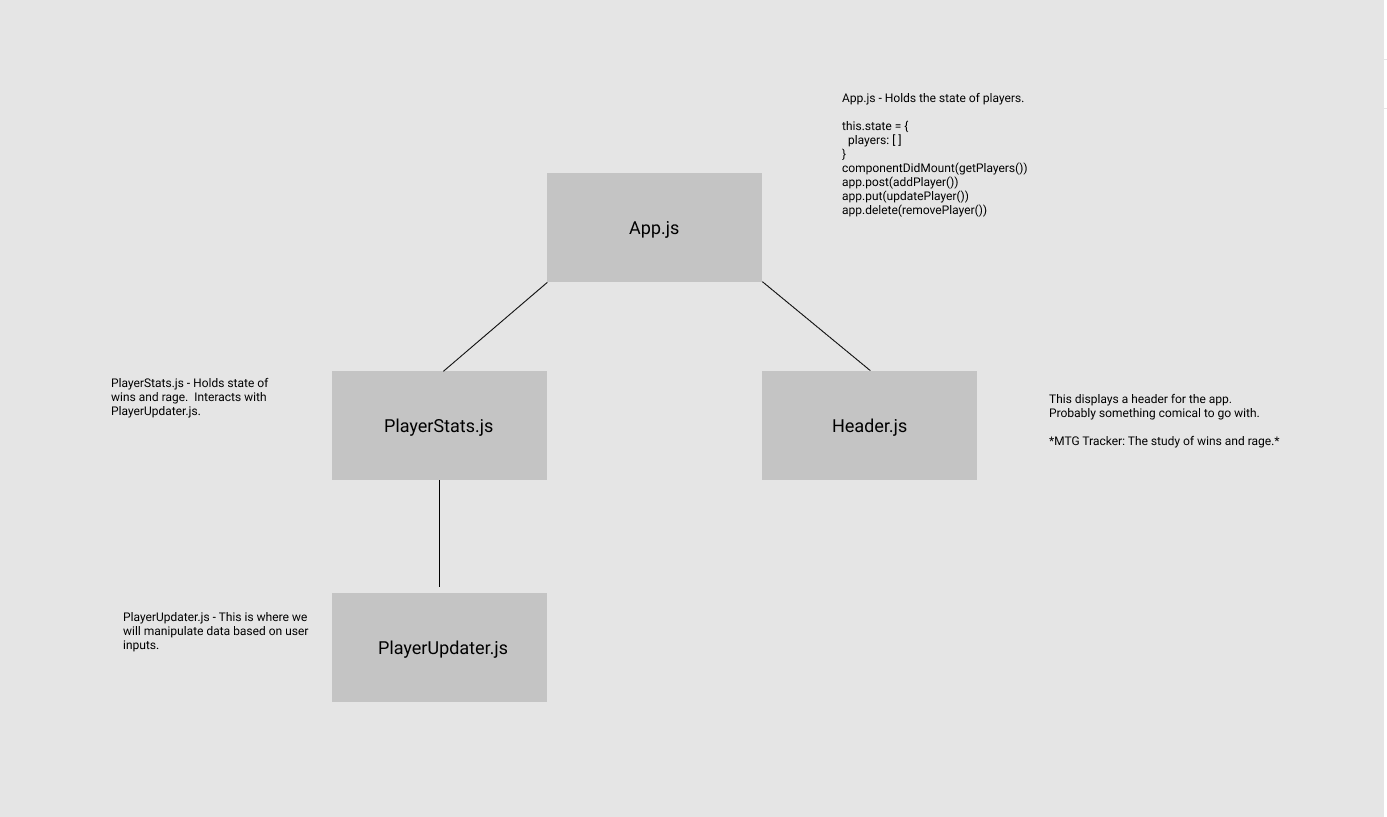 App.js - Holds the state of players.
this.state = {
players: [ ]
}
componentDidMount(getPlayers())
app.post(addPlayer())
app.put(updatePlayer())
app.delete(removePlayer())
App.js
PlayerStats.js - Holds state of
wins and rage.  Interacts with
PlayerUpdater.js.
PlayerStats.js
Header.js
This displays a header for the app.
Probably something comical to go with.
*MTG Tracker: The study of wins and rage.*
PlayerUpdater.js - This is where we
will manipulate data based on user
inputs.
PlayerUpdater.js